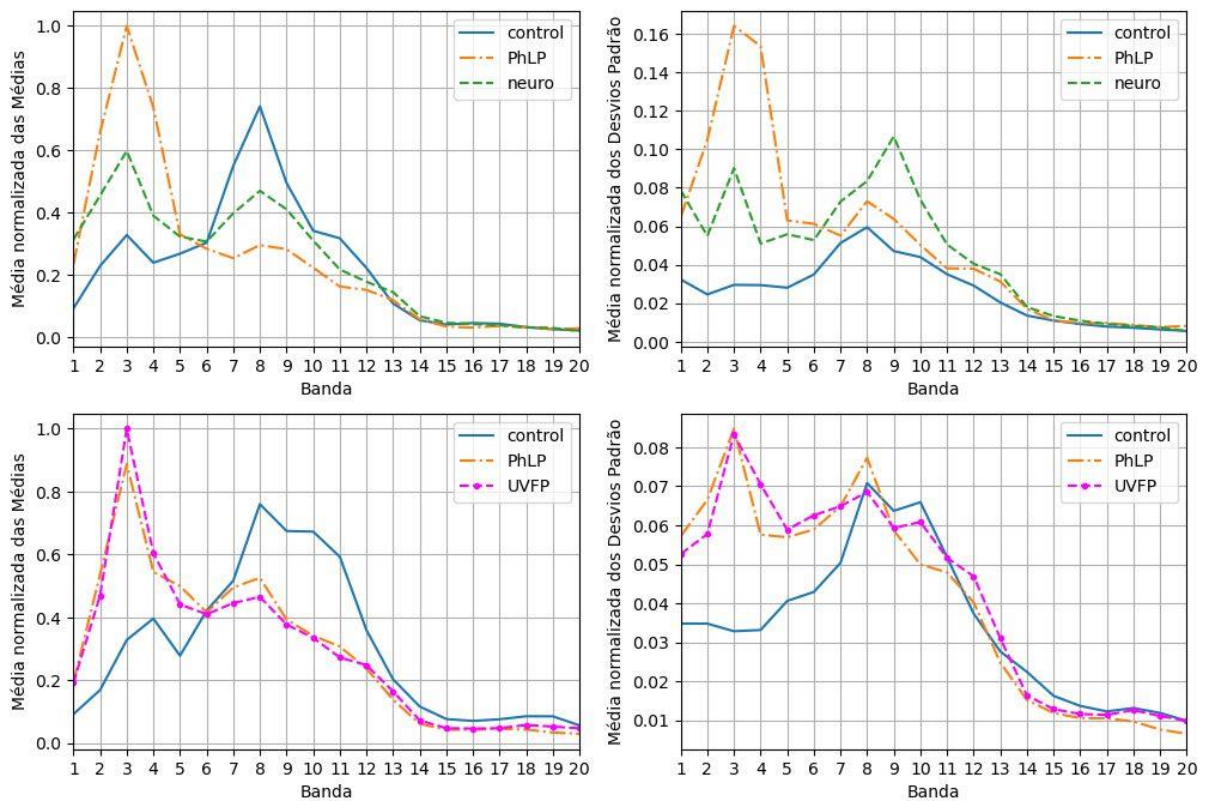 Média normalizada das Médias
1.0
0.8
0.6
0.4
0.2
0.0
control
PhLP
neuro
1 2 3 4 5 6 7 8 9 10 11 12 13 14 15 16 17 18 19 20
Banda
Média normalizada dos Desvios Padrão
0.16
0.14
0.12
0.10
0.08
0.06
0.04
0.02
0.00
control
PhLP
neuro
1 2 3 4 5 6 7 8 9 10 11 12 13 14 15 16 17 18 19 20
Banda
Média normalizada das Médias
1.0
0.8
0.6
0.4
0.2
0.0
control
PhLP
UVFP
1 2 3 4 5 6 7 8 9 10 11 12 13 14 15 16 17 18 19 20
Banda
Média normalizada dos Desvios Padrão
0.08
0.07
0.06
0.05
0.04
0.03
0.02
0.01
control
PhLP
UVFP
1 2 3 4 5 6 7 8 9 10 11 12 13 14 15 16 17 18 19 20
Banda